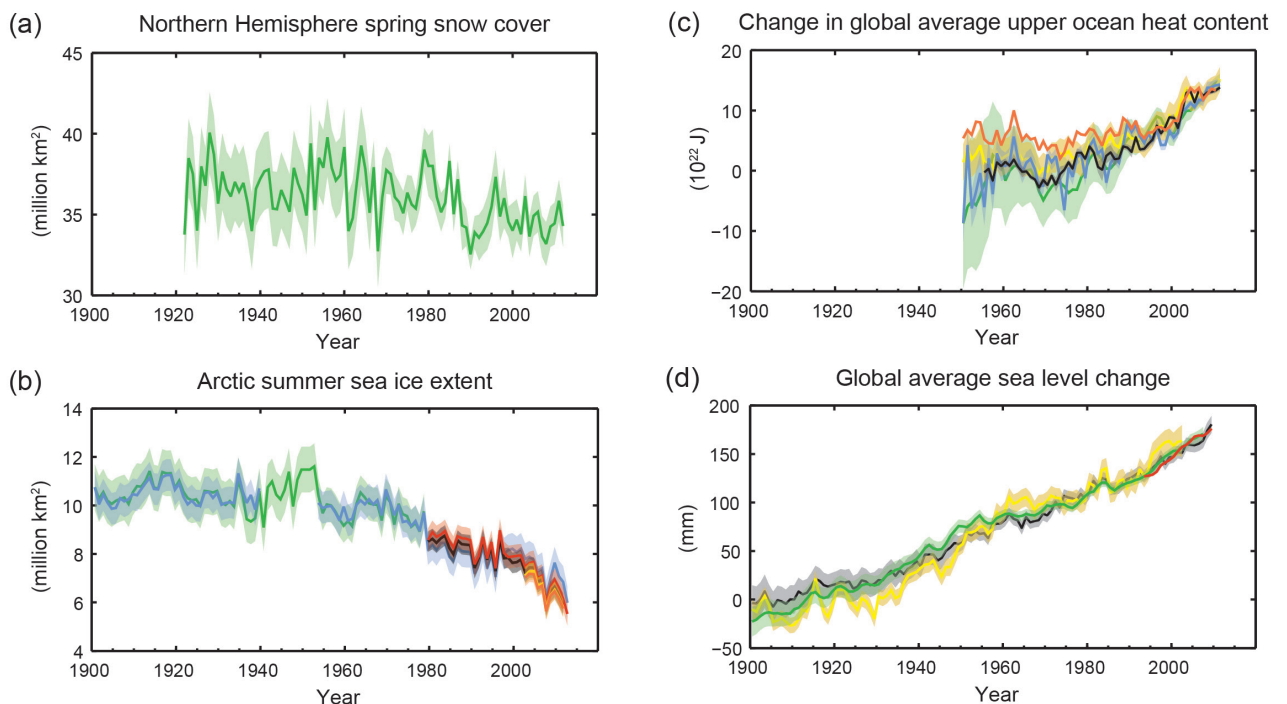 (a) Northern Hemisphere spring snow cover
45
40
35
30
(million km²)
1900 1920 1940 1960 1980 2000
Year
(b) Arctic summer sea ice extent
14
12
10
8
6
4
(million km²)
1900 1920 1940 1960 1980 2000
Year
(c) Change in global average upper ocean heat content
20
10
0
−10
−20
(10²² J)
1900 1920 1940 1960 1980 2000
Year
(d) Global average sea level change
200
150
100
50
0
−50
(mm)
1900 1920 1940 1960 1980 2000
Year